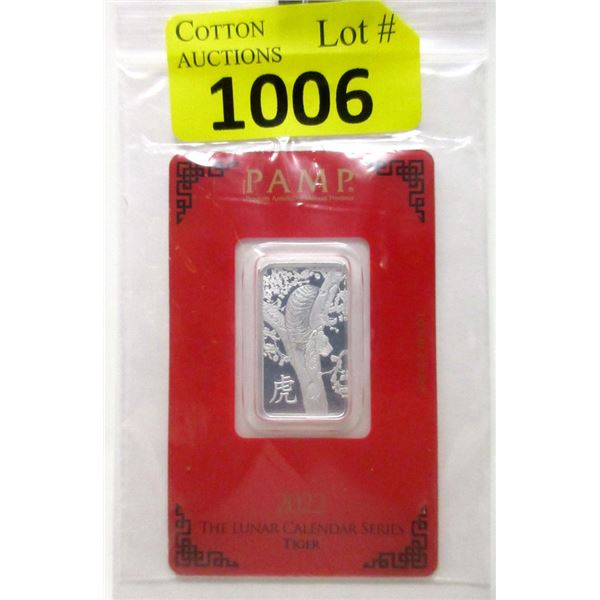 COTTON AUCTIONS
Lot #
1006
PAMP
虎
2022
THE LUNAR CALENDAR SERIES
TIGER